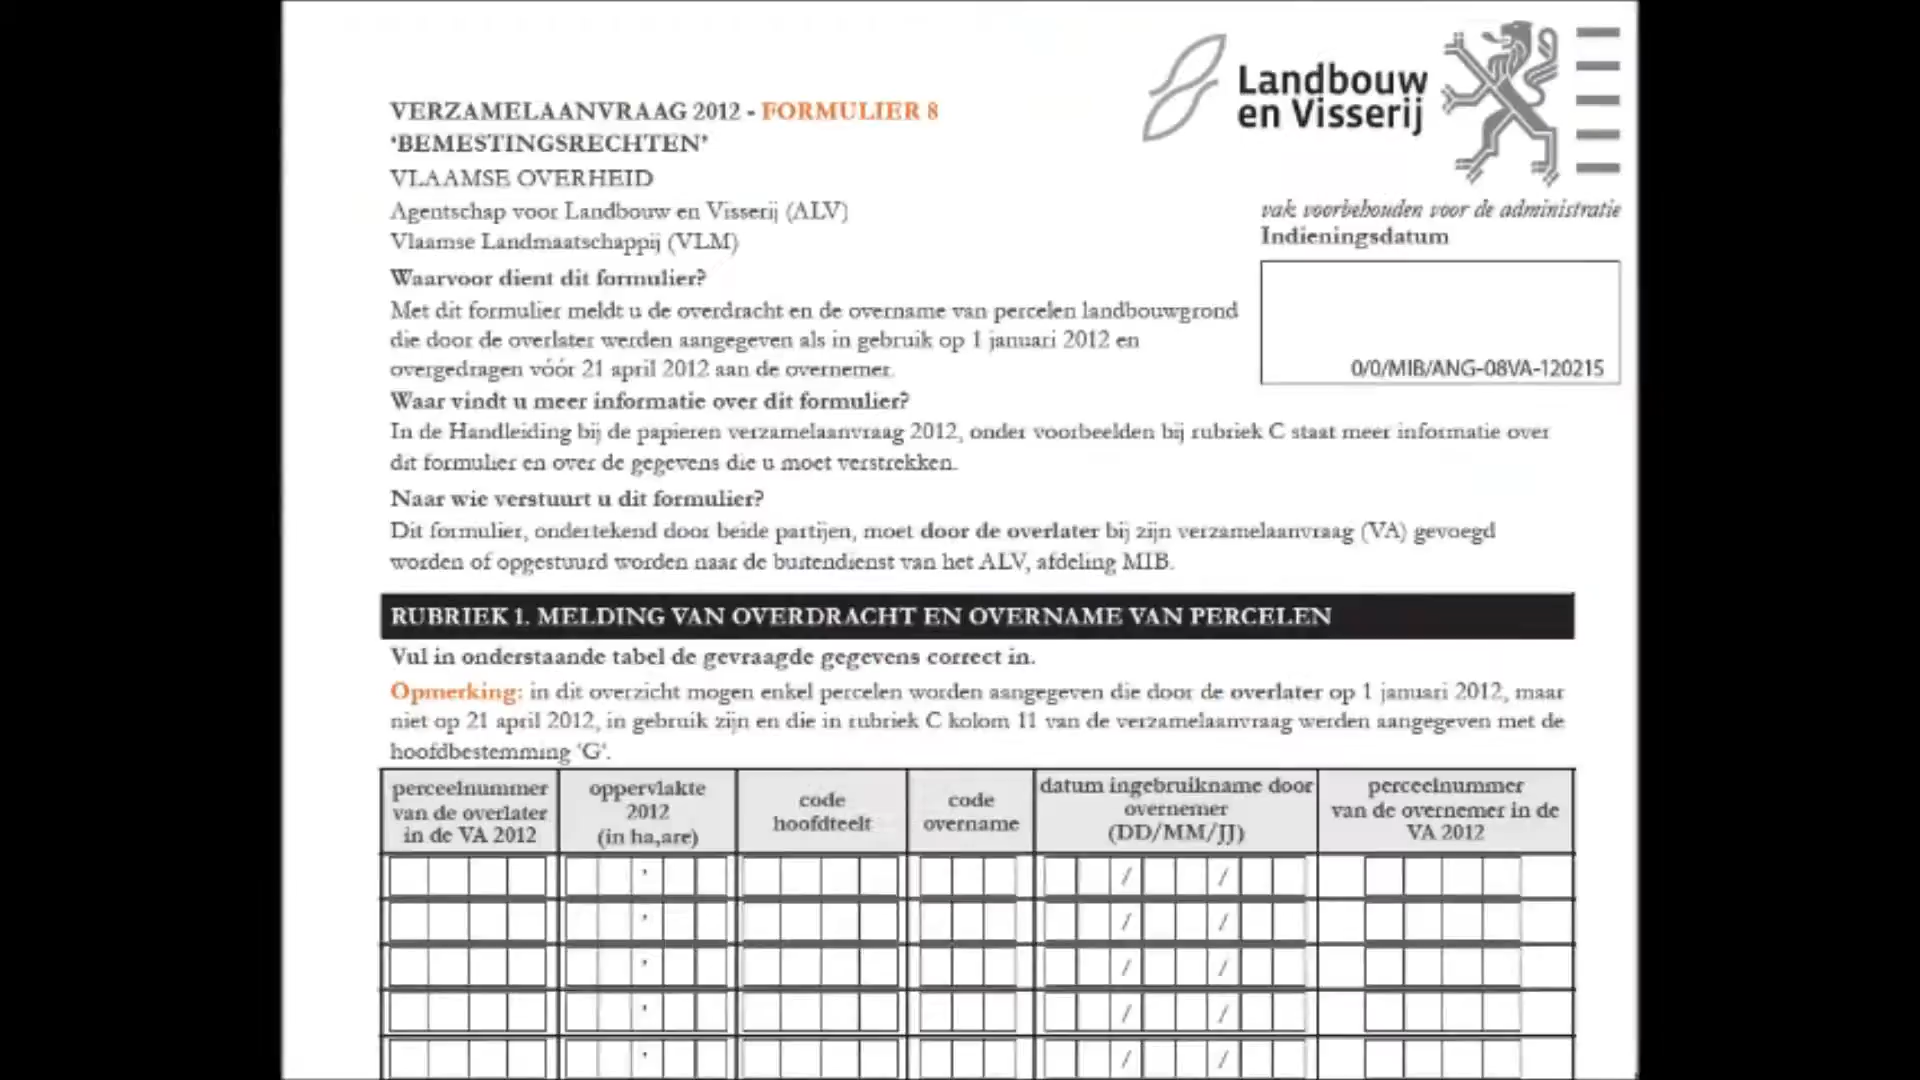 Landbouw
en Visserij
VERZAMELAANVRAAG 2012 - FORMULIER 8
‘BEMESTINGSRECHTEN’
VLAAMSE OVERHEID
Agentschap voor Landbouw en Visserij (ALV)
Vlaamse Landmaatschappij (VLM)
vak voorbehouden voor de administratie
Indieningsdatum
0/0/MIB/ANG-08VA-120215
Waarvoor dient dit formulier?
Met dit formulier meldt u de overdracht en de overname van percelen landbouwgrond
die door de overlater werden aangegeven als in gebruik op 1 januari 2012 en
overgedragen vóór 21 april 2012 aan de overnemer.
Waar vindt u meer informatie over dit formulier?
In de Handleiding bij de papieren verzamelaanvraag 2012, onder voorbeelden bij rubriek C staat meer informatie over
dit formulier en over de gegevens die u moet verstrekken.
Naar wie verstuurt u dit formulier?
Dit formulier, ondertekend door beide partijen, moet door de overlater bij zijn verzamelaanvraag (VA) gevoegd
worden of opgestuurd worden naar de buitendienst van het ALV, afdeling MIB.
RUBRIEK 1. MELDING VAN OVERDRACHT EN OVERNAME VAN PERCELEN
Vul in onderstaande tabel de gevraagde gegevens correct in.
Opmerking: in dit overzicht mogen enkel percelen worden aangegeven die door de overlater op 1 januari 2012, maar
niet op 21 april 2012, in gebruik zijn en die in rubriek C kolom 11 van de verzamelaanvraag werden aangegeven met de
hoofdbestemming 'G'.
perceelnummer
van de overlater
in de VA 2012
oppervlakte
2012
(in ha,are)
code
hoofdteelt
code
overname
datum ingebruikname door
overnemer
(DD/MM/JJ)
perceelnummer
van de overnemer in de
VA 2012
, / /
, / /
, / /
, / /
, / /